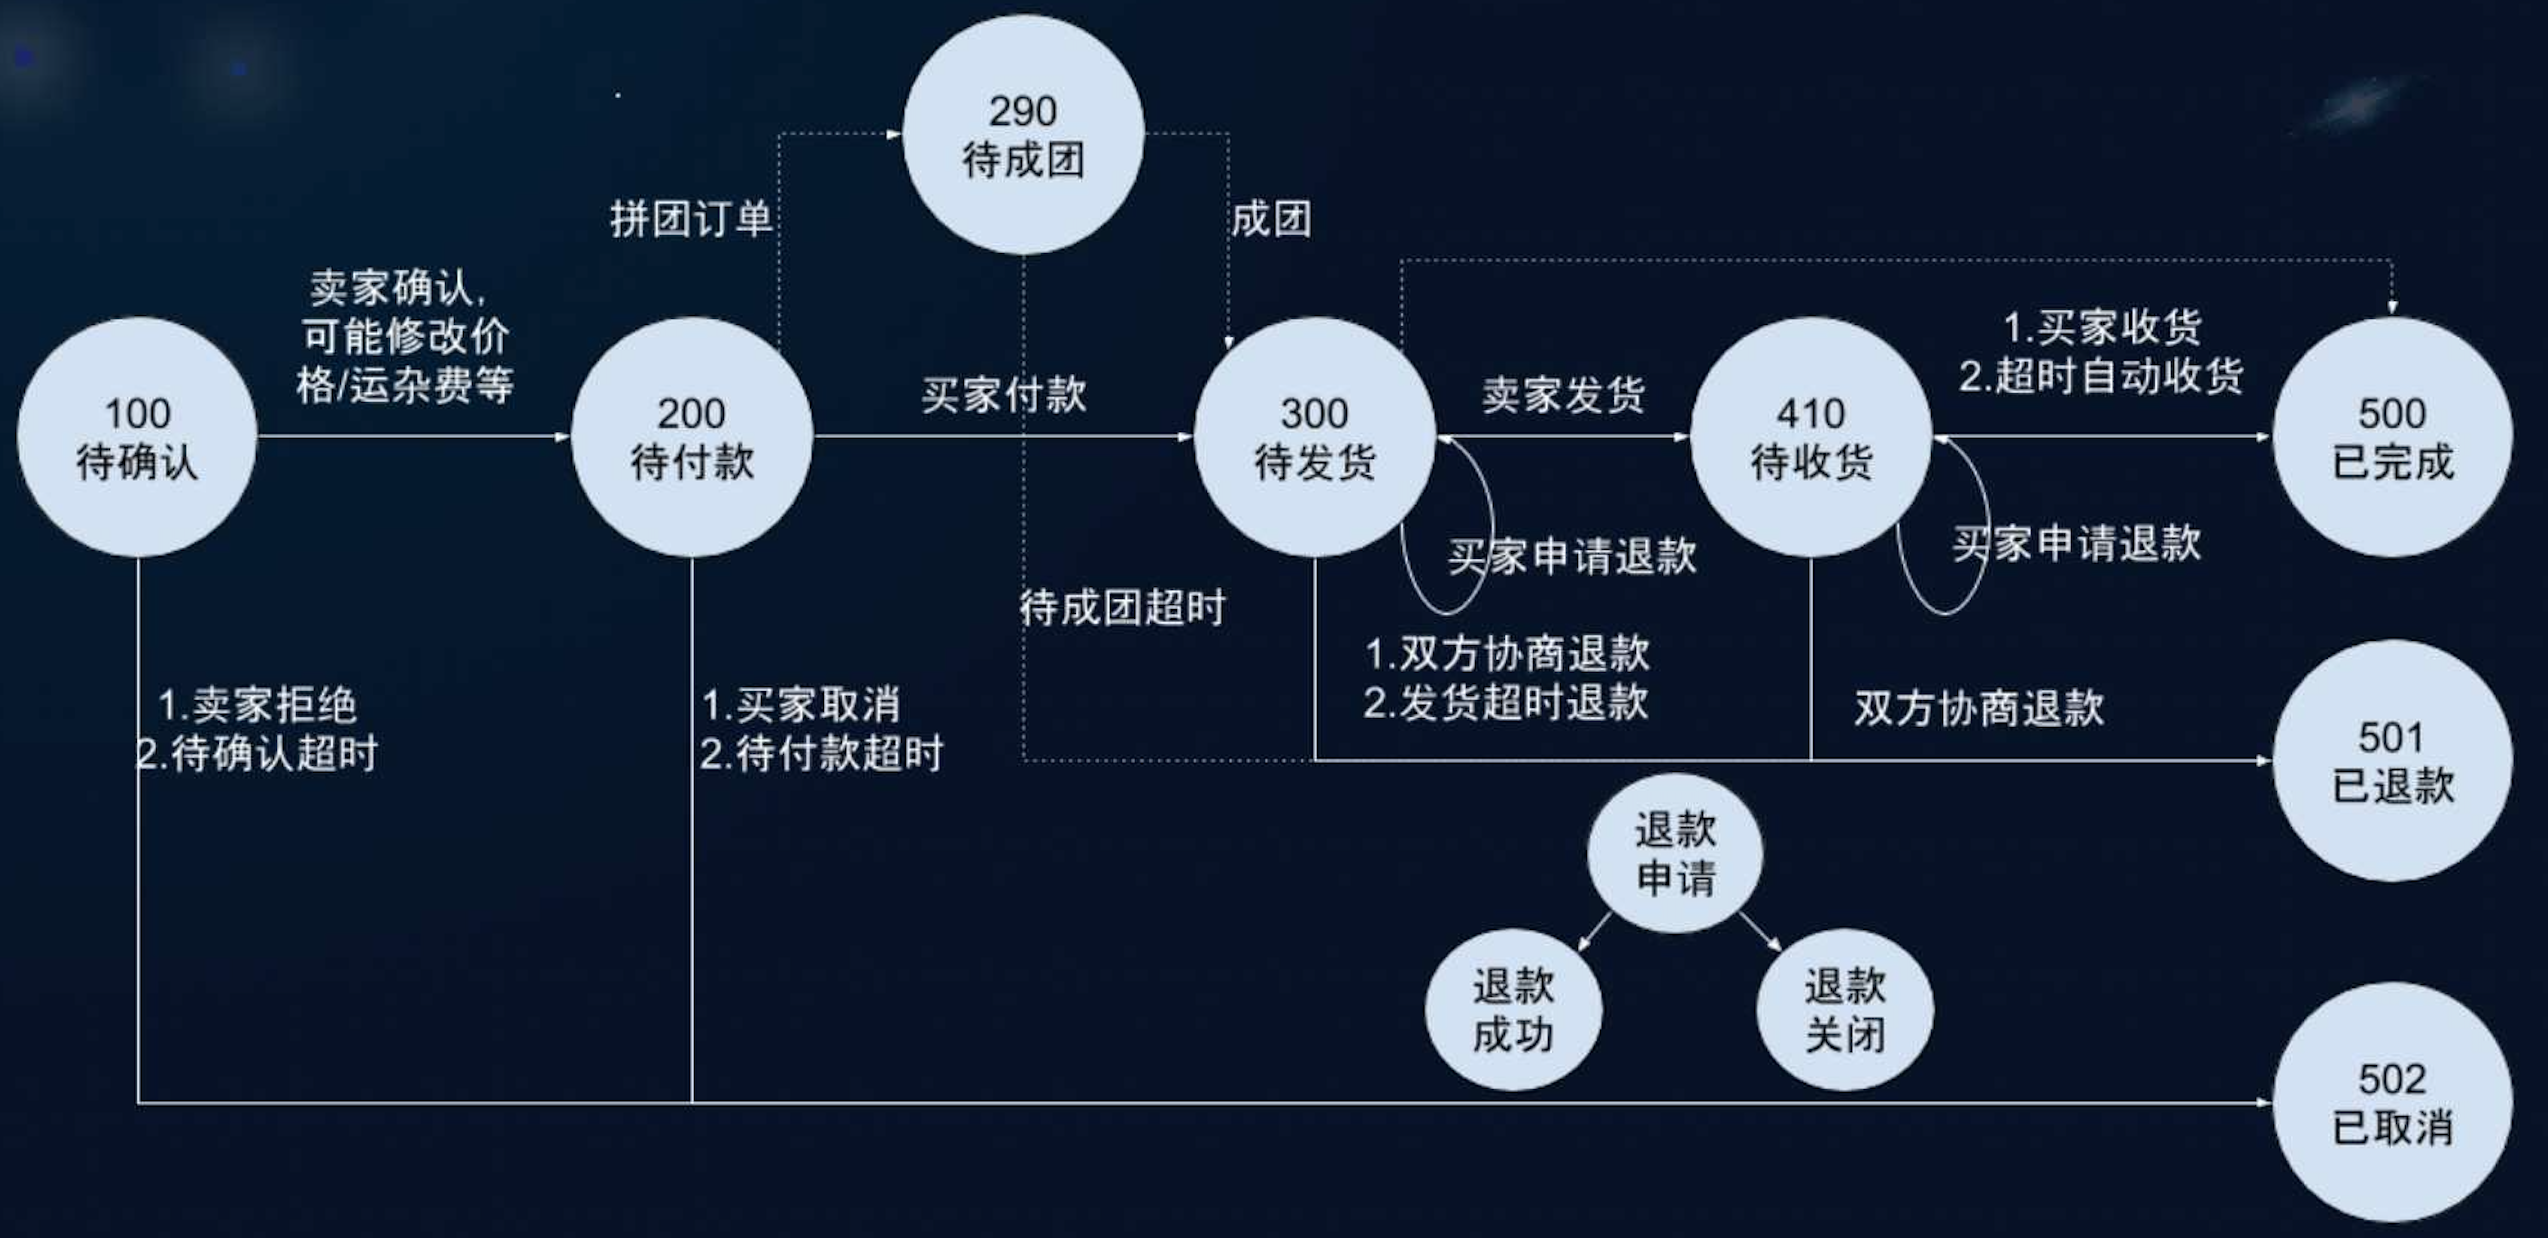 290
待成团
拼团订单
成团
卖家确认,
可能修改价
格/运杂费等
100
待确认
200
待付款
买家付款
300
待发货
卖家发货
410
待收货
1.买家收货
2.超时自动收货
500
已完成
买家申请退款
买家申请退款
待成团超时
1.双方协商退款
2.发货超时退款
双方协商退款
1.卖家拒绝
2.待确认超时
1.买家取消
2.待付款超时
501
已退款
退款
申请
退款
成功
退款
关闭
502
已取消